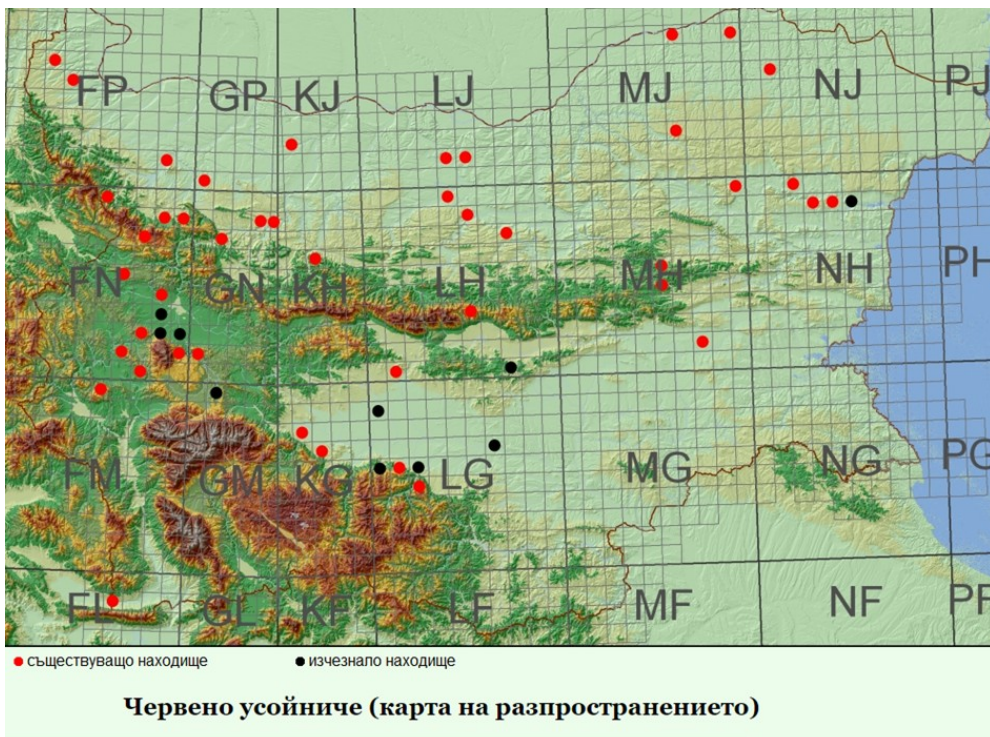 FP GP KJ LJ MJ NJ PJ
FN GN KH LH MH NH PH
FM GM KG LG MG NG PG
FL GL KF LF MF NF PF
съществуващо находище изчезнало находище
Червено усойниче (карта на разпространението)